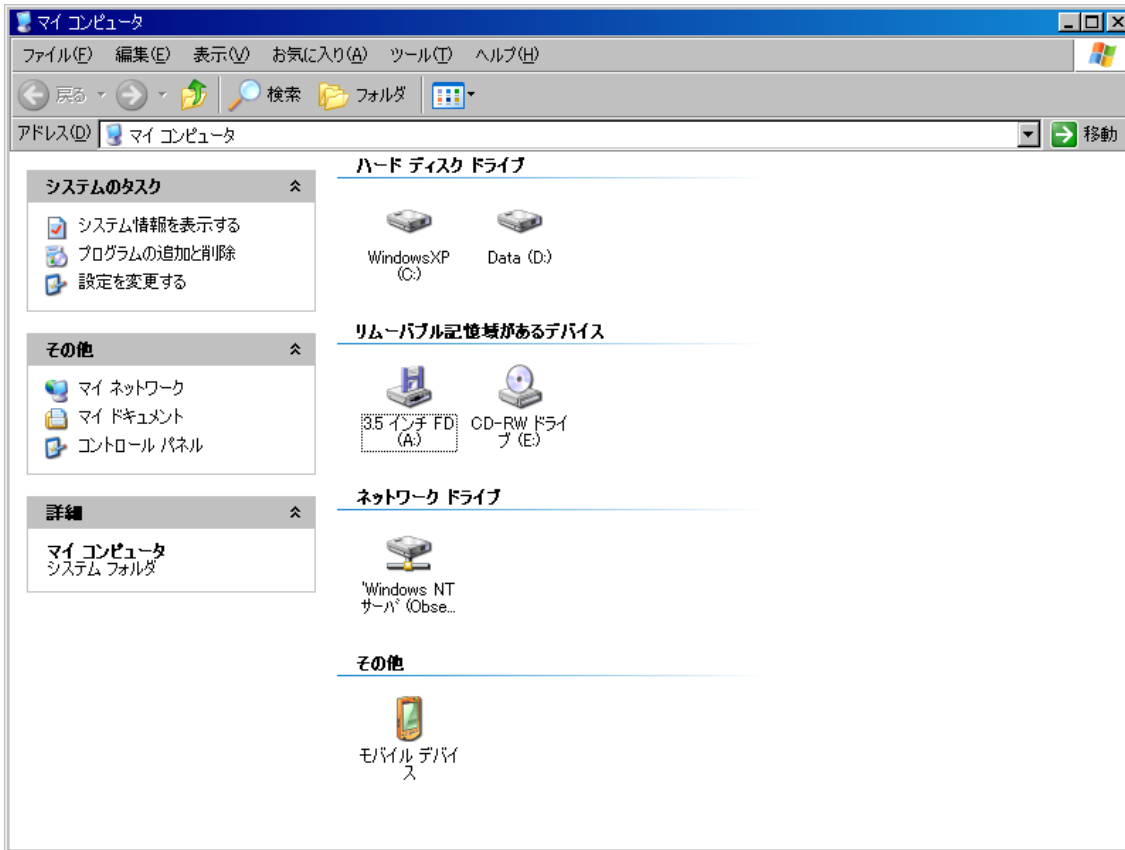 マイ コンピュータ
ファイル(F) 編集(E) 表示(V) お気に入り(A) ツール(T) ヘルプ(H)
戻る 検索 フォルダ
アドレス(D) マイ コンピュータ 移動
システムのタスク
システム情報を表示する
プログラムの追加と削除
設定を変更する
その他
マイ ネットワーク
マイ ドキュメント
コントロール パネル
詳細
マイ コンピュータ
システム フォルダ
ハード ディスク ドライブ
WindowsXP
(C:)
Data (D:)
リムーバブル記憶域があるデバイス
3.5 インチ FD
(A:)
CD-RW ドライ
ブ (E:)
ネットワーク ドライブ
'Windows NT
サーバ' (Obse...
その他
モバイル デバイ
ス